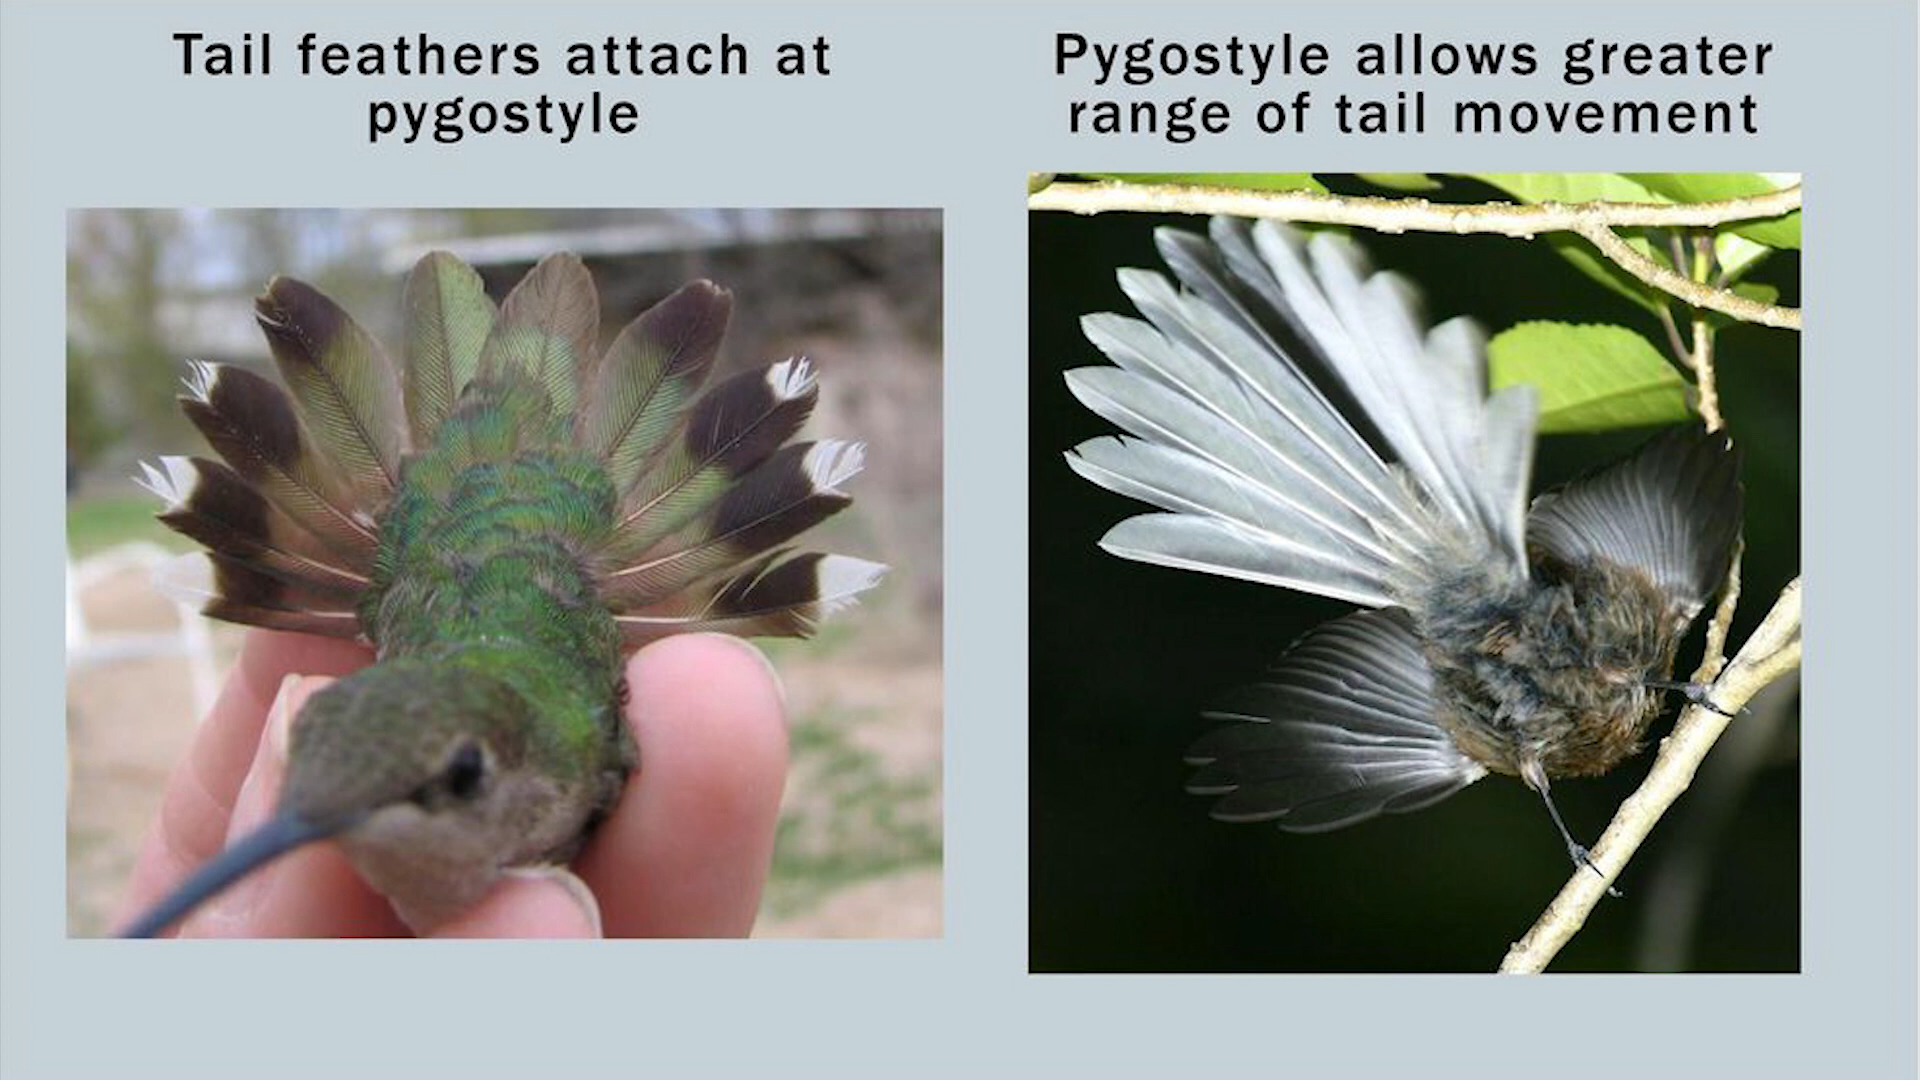 Tail feathers attach at
pygostyle
Pygostyle allows greater
range of tail movement